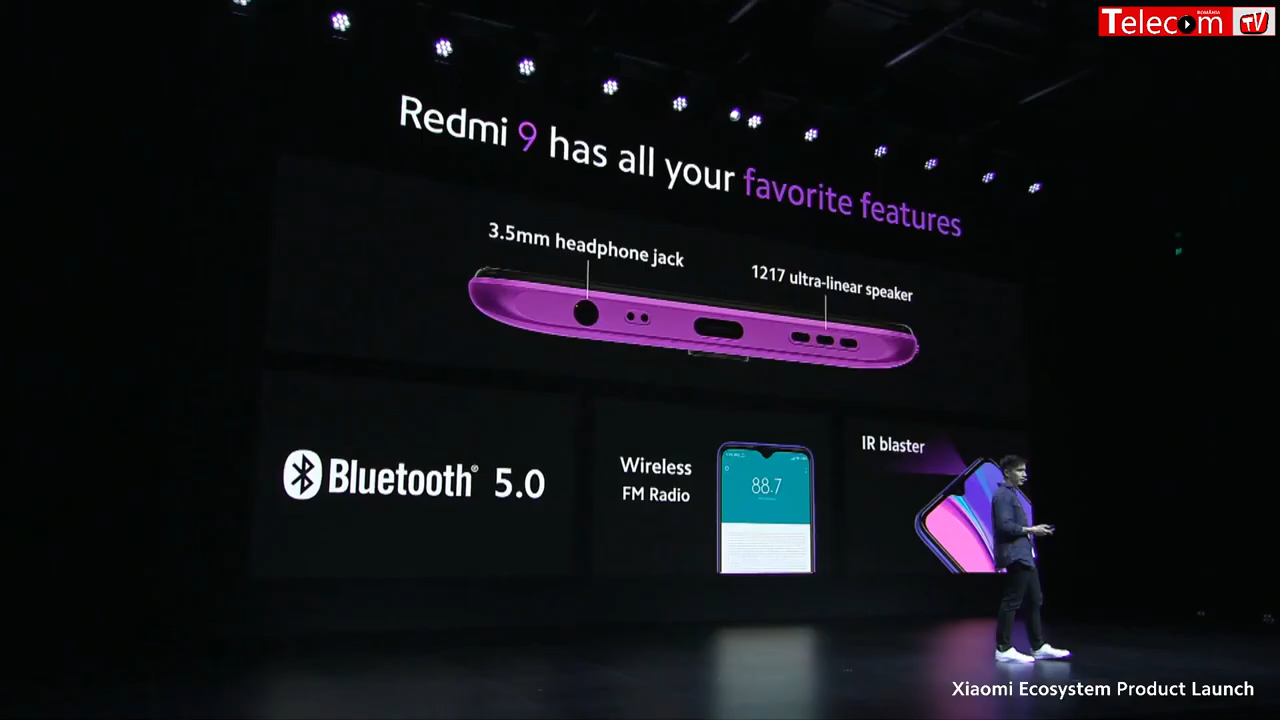 Telecom
ROMÂNIA
TV
Redmi 9 has all your favorite features
3.5mm headphone jack
1217 ultra-linear speaker
Bluetooth® 5.0
Wireless
FM Radio
88.7
IR blaster
Xiaomi Ecosystem Product Launch